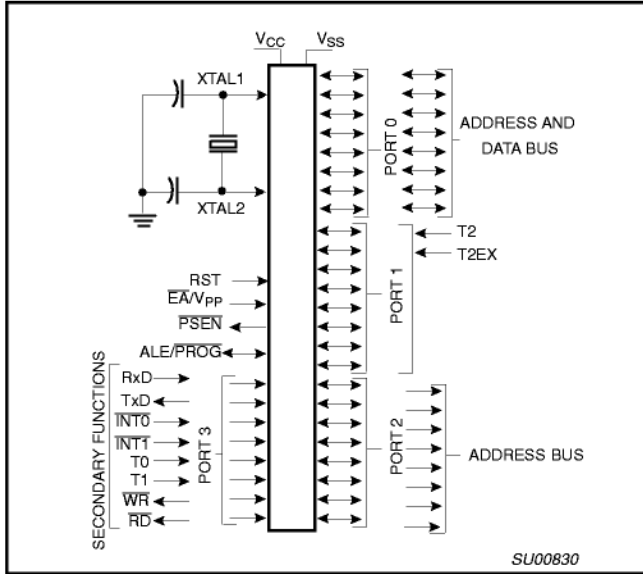 VCC
VSS
XTAL1
XTAL2
PORT 0
ADDRESS AND
DATA BUS
T2
T2EX
PORT 1
RST
EA/VPP
PSEN
ALE/PROG
SECONDARY FUNCTIONS
RxD
TxD
INT0
INT1
T0
T1
WR
RD
PORT 3
PORT 2
ADDRESS BUS
SU00830